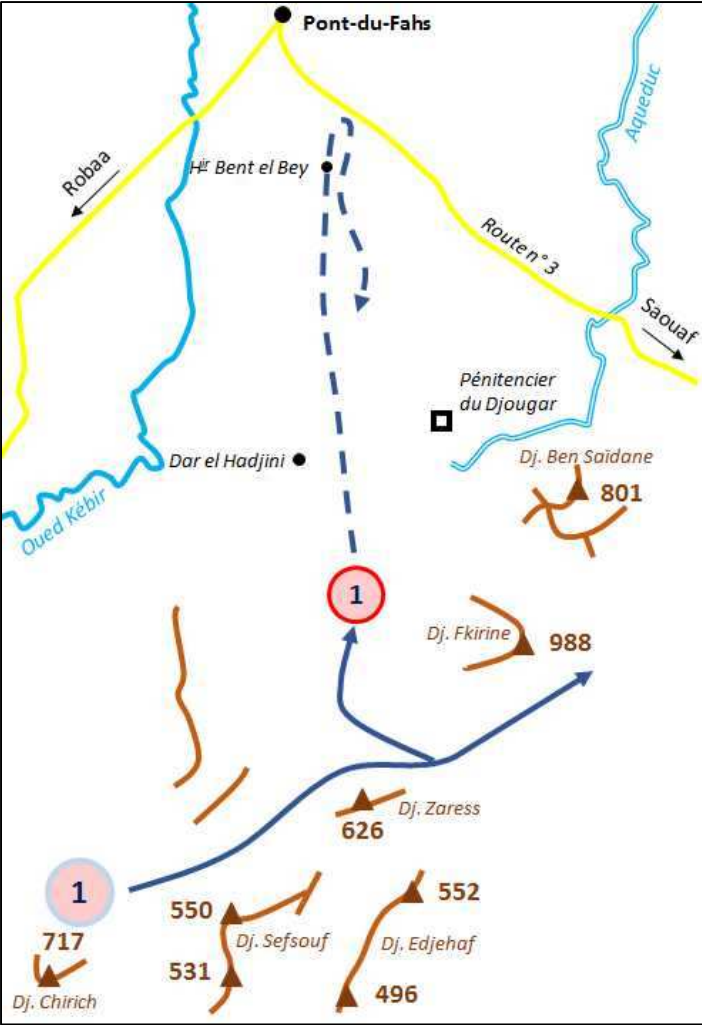 Pont-du-Fahs
Aqueduc
Robaa
Hir Bent el Bey
Route n° 3
Saouaf
Pénitencier
du Djougar
Dar el Hadjini
Dj. Ben Saïdane
801
Oued Kébir
1
Dj. Fkirine
988
Dj. Zaress
626
1
550
552
717
Dj. Sefsouf
Dj. Edjehaf
531
496
Dj. Chirich